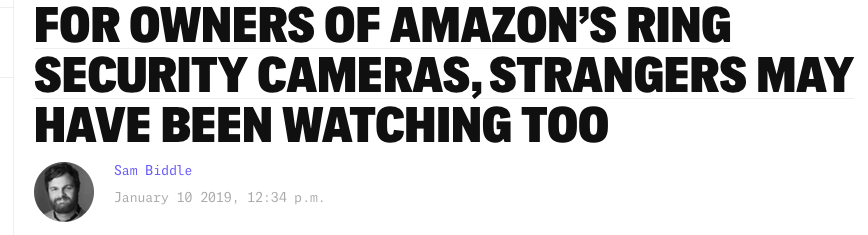 FOR OWNERS OF AMAZON’S RING
SECURITY CAMERAS, STRANGERS MAY
HAVE BEEN WATCHING TOO
Sam Biddle
January 10 2019, 12:34 p.m.